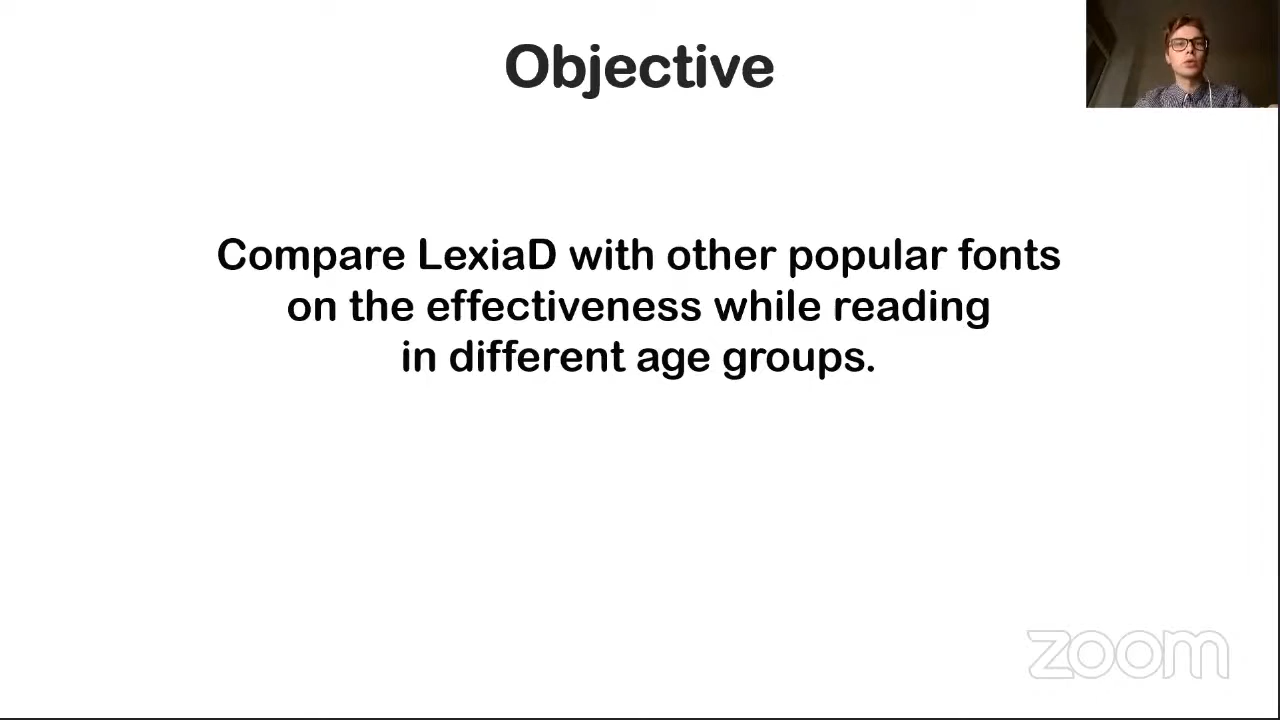 Objective
Compare LexiaD with other popular fonts
on the effectiveness while reading
in different age groups.
zoom